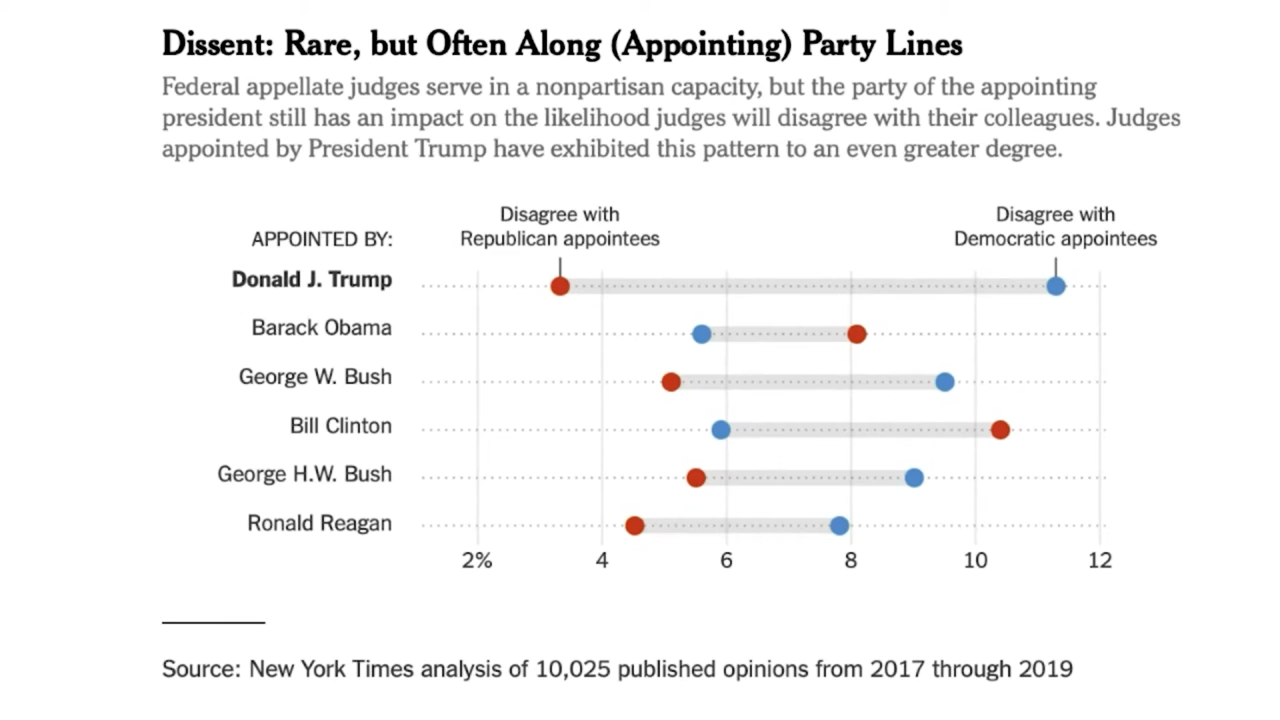 Dissent: Rare, but Often Along (Appointing) Party Lines
Federal appellate judges serve in a nonpartisan capacity, but the party of the appointing
president still has an impact on the likelihood judges will disagree with their colleagues. Judges
appointed by President Trump have exhibited this pattern to an even greater degree.
Disagree with
Republican appointees
Disagree with
Democratic appointees
APPOINTED BY:
Donald J. Trump
Barack Obama
George W. Bush
Bill Clinton
George H.W. Bush
Ronald Reagan
2% 4 6 8 10 12
Source: New York Times analysis of 10,025 published opinions from 2017 through 2019